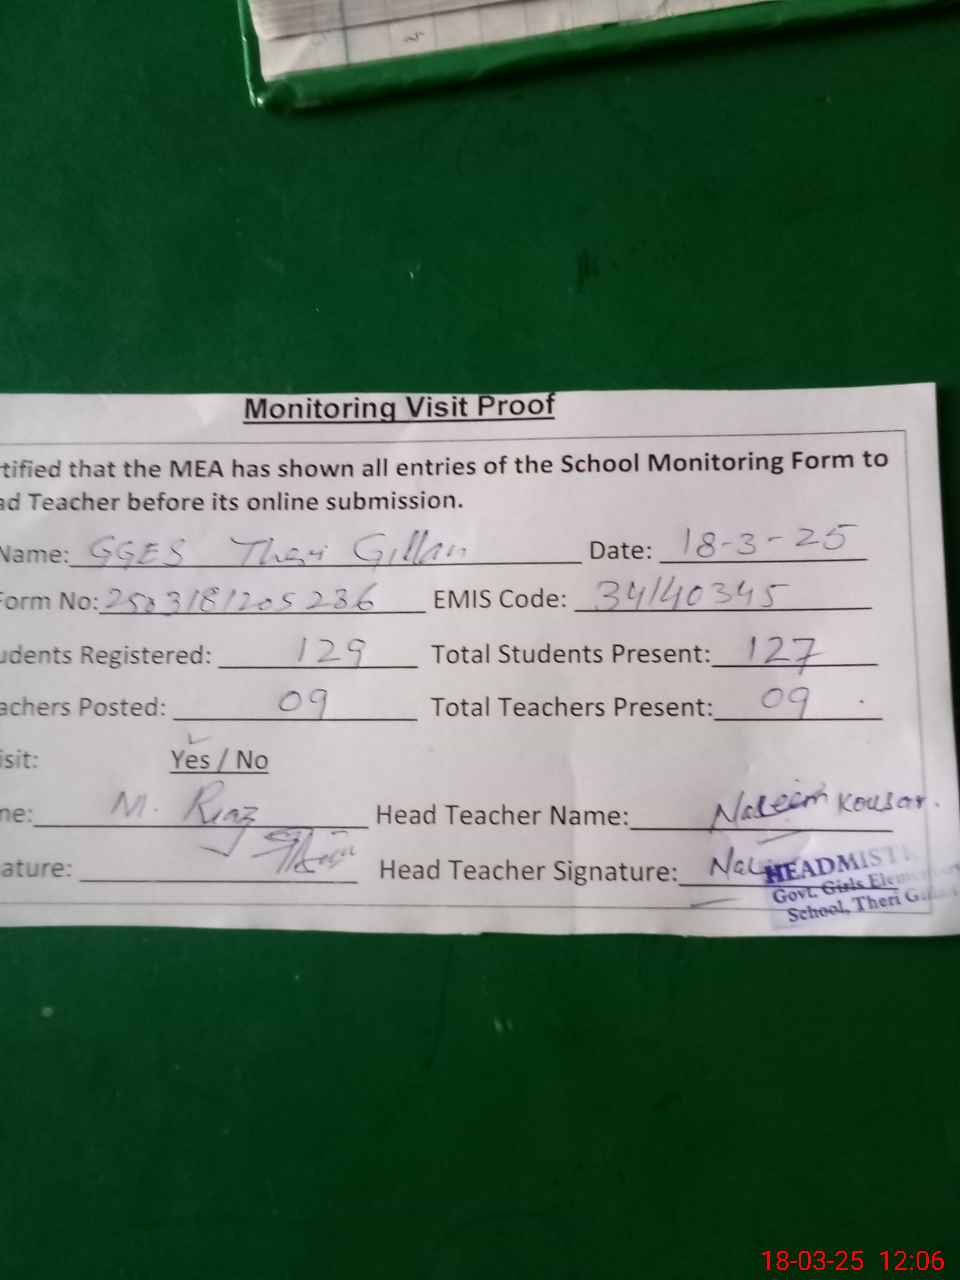 Monitoring Visit Proof
tified that the MEA has shown all entries of the School Monitoring Form to
ad Teacher before its online submission.
Name: GGES Theri Gillan Date: 18-3-25
Form No: 2503181205236 EMIS Code: 34140345
udents Registered: 129 Total Students Present: 127
achers Posted: 09 Total Teachers Present: 09
isit: Yes / No
ne: M. Riaz Head Teacher Name: Naseem Kousar.
ature: Head Teacher Signature:
HEADMIST
Govt. Girls Elem
School, Theri G
18-03-25 12:06